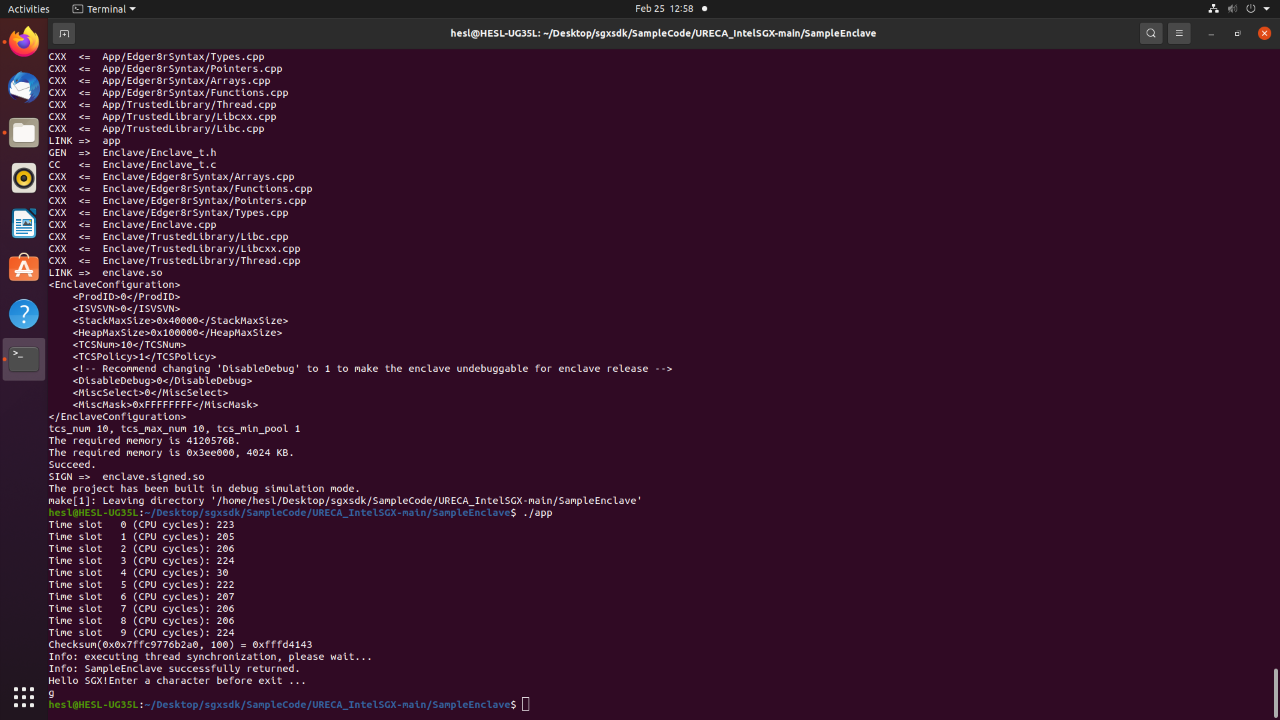 Activities
Terminal
Feb 25 12:58
hesl@HESL-UG35L: ~/Desktop/sgxsdk/SampleCode/URECA_IntelSGX-main/SampleEnclave
CXX  <=  App/Edger8rSyntax/Types.cpp
CXX  <=  App/Edger8rSyntax/Pointers.cpp
CXX  <=  App/Edger8rSyntax/Arrays.cpp
CXX  <=  App/Edger8rSyntax/Functions.cpp
CXX  <=  App/TrustedLibrary/Thread.cpp
CXX  <=  App/TrustedLibrary/Libcxx.cpp
CXX  <=  App/TrustedLibrary/Libc.cpp
LINK =>  app
GEN  =>  Enclave/Enclave_t.h
CC   <=  Enclave/Enclave_t.c
CXX  <=  Enclave/Edger8rSyntax/Arrays.cpp
CXX  <=  Enclave/Edger8rSyntax/Functions.cpp
CXX  <=  Enclave/Edger8rSyntax/Pointers.cpp
CXX  <=  Enclave/Edger8rSyntax/Types.cpp
CXX  <=  Enclave/Enclave.cpp
CXX  <=  Enclave/TrustedLibrary/Libc.cpp
CXX  <=  Enclave/TrustedLibrary/Libcxx.cpp
CXX  <=  Enclave/TrustedLibrary/Thread.cpp
LINK =>  enclave.so
<EnclaveConfiguration>
    <ProdID>0</ProdID>
    <ISVSVN>0</ISVSVN>
    <StackMaxSize>0x40000</StackMaxSize>
    <HeapMaxSize>0x100000</HeapMaxSize>
    <TCSNum>10</TCSNum>
    <TCSPolicy>1</TCSPolicy>
    <!-- Recommend changing 'DisableDebug' to 1 to make the enclave undebuggable for enclave release -->
    <DisableDebug>0</DisableDebug>
    <MiscSelect>0</MiscSelect>
    <MiscMask>0xFFFFFFFF</MiscMask>
</EnclaveConfiguration>
tcs_num 10, tcs_max_num 10, tcs_min_pool 1
The required memory is 4120576B.
The required memory is 0x3ee000, 4024 KB.
Succeed.
SIGN =>  enclave.signed.so
The project has been built in debug simulation mode.
make[1]: Leaving directory '/home/hesl/Desktop/sgxsdk/SampleCode/URECA_IntelSGX-main/SampleEnclave'
hesl@HESL-UG35L:~/Desktop/sgxsdk/SampleCode/URECA_IntelSGX-main/SampleEnclave$ ./app
Time slot   0 (CPU cycles): 223
Time slot   1 (CPU cycles): 205
Time slot   2 (CPU cycles): 206
Time slot   3 (CPU cycles): 224
Time slot   4 (CPU cycles): 30
Time slot   5 (CPU cycles): 222
Time slot   6 (CPU cycles): 207
Time slot   7 (CPU cycles): 206
Time slot   8 (CPU cycles): 206
Time slot   9 (CPU cycles): 224
Checksum(0x0x7ffc9776b2a0, 100) = 0xfffd4143
Info: executing thread synchronization, please wait...
Info: SampleEnclave successfully returned.
Hello SGX!Enter a character before exit ...
g
hesl@HESL-UG35L:~/Desktop/sgxsdk/SampleCode/URECA_IntelSGX-main/SampleEnclave$